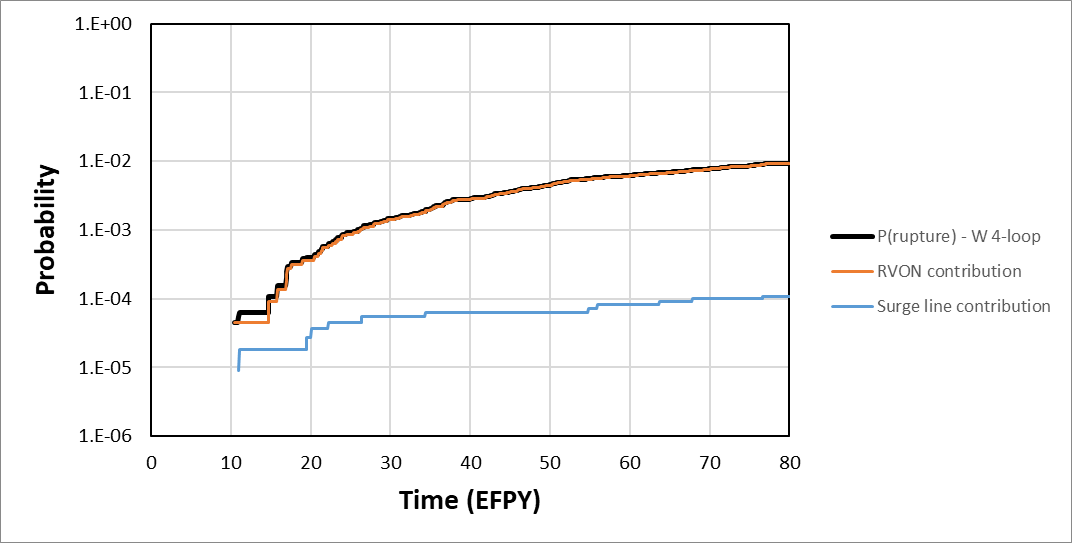 1.E+00
1.E-01
1.E-02
1.E-03
1.E-04
1.E-05
1.E-06
Probability
0 10 20 30 40 50 60 70 80
Time (EFPY)
P(rupture) - W 4-loop
RVON contribution
Surge line contribution